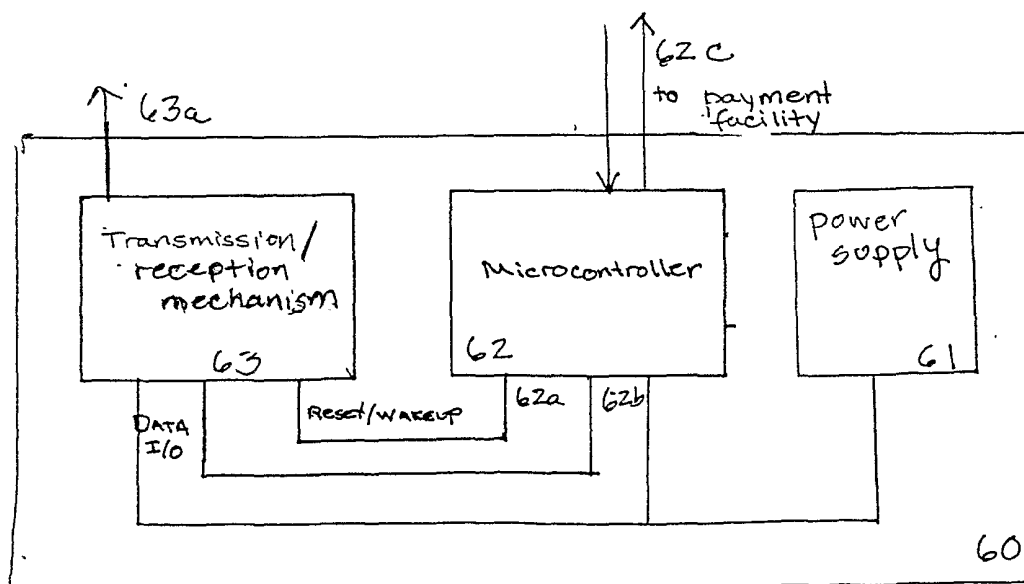 63a
62c
to payment
facility
Transmission/
reception
mechanism
63
Microcontroller
62
power
supply
61
DATA
I/O
Reset/WAKEUP
62a
62b
60